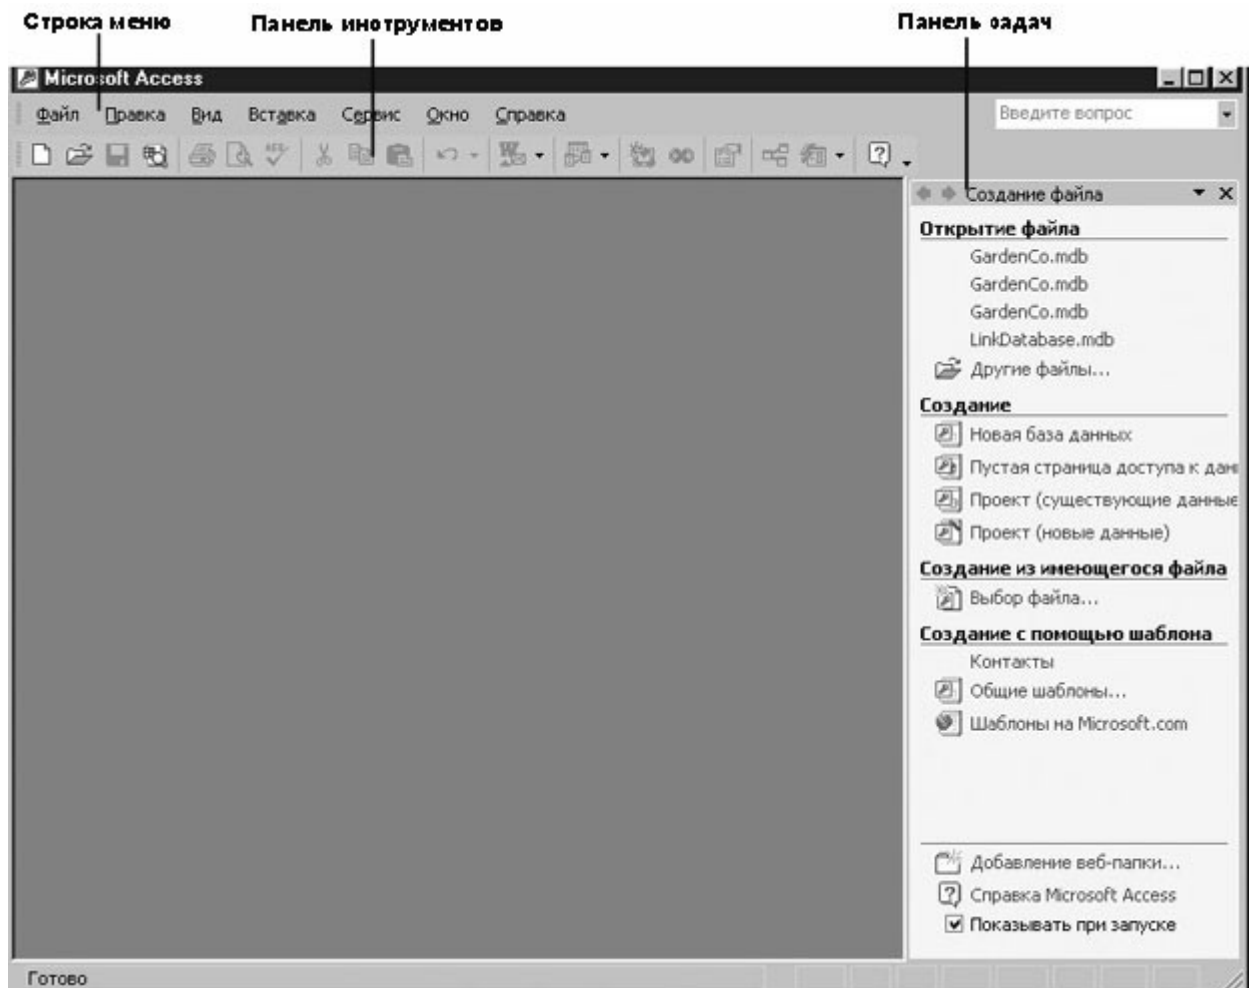 Строка меню
Панель инструментов
Панель задач
Microsoft Access
Файл Правка Вид Вставка Сервис Окно Справка
Введите вопрос
Создание файла
Открытие файла
GardenCo.mdb
GardenCo.mdb
GardenCo.mdb
LinkDatabase.mdb
Другие файлы...
Создание
Новая база данных
Пустая страница доступа к дан
Проект (существующие данные
Проект (новые данные)
Создание из имеющегося файла
Выбор файла...
Создание с помощью шаблона
Контакты
Общие шаблоны...
Шаблоны на Microsoft.com
Добавление веб-папки...
Справка Microsoft Access
Показывать при запуске
Готово